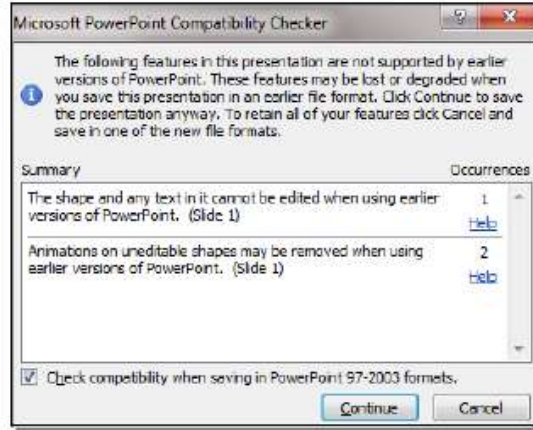 Microsoft PowerPoint Compatibility Checker
The following features in this presentation are not supported by earlier
versions of PowerPoint. These features may be lost or degraded when
you save this presentation in an earlier file format. Click Continue to save
the presentation anyway. To retain all of your features click Cancel and
save in one of the new file formats.
Summary Occurrences
The shape and any text in it cannot be edited when using earlier 1
versions of PowerPoint. (Slide 1)
Help
Animations on uneditable shapes may be removed when using 2
earlier versions of PowerPoint. (Slide 1)
Help
Check compatibility when saving in PowerPoint 97-2003 formats.
Continue Cancel